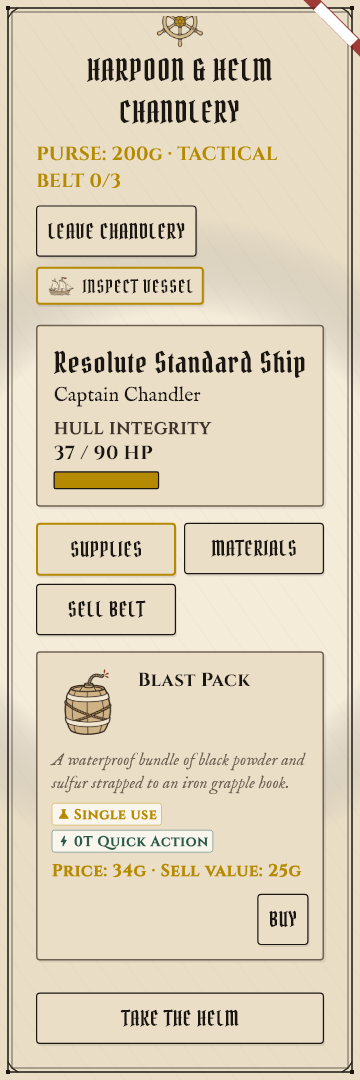 HARPOON & HELM
CHANDLERY
PURSE: 200G · TACTICAL
BELT 0/3
LEAVE CHANDLERY
INSPECT VESSEL
Resolute Standard Ship
Captain Chandler
HULL INTEGRITY
37 / 90 HP
SUPPLIES
MATERIALS
SELL BELT
Blast Pack
A waterproof bundle of black powder and
sulfur strapped to an iron grapple hook.
Single use
0T Quick Action
Price: 34G · Sell value: 25G
BUY
TAKE THE HELM